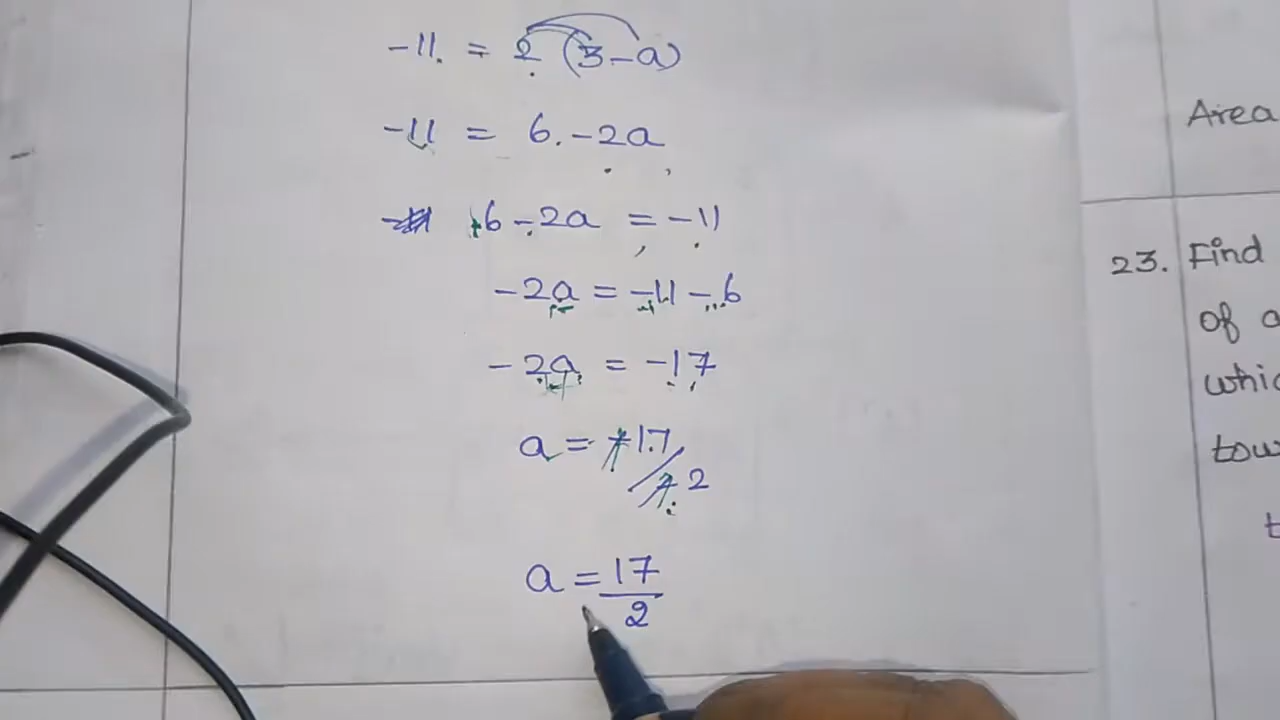 -11 = 2 (3-a)
-11 = 6 -2a
+6 -2a = -11
-2a = -11 -6
-2a = -17
a = -17/-2
a = 17/2
Area
23. Find
of a
whic
tow
t